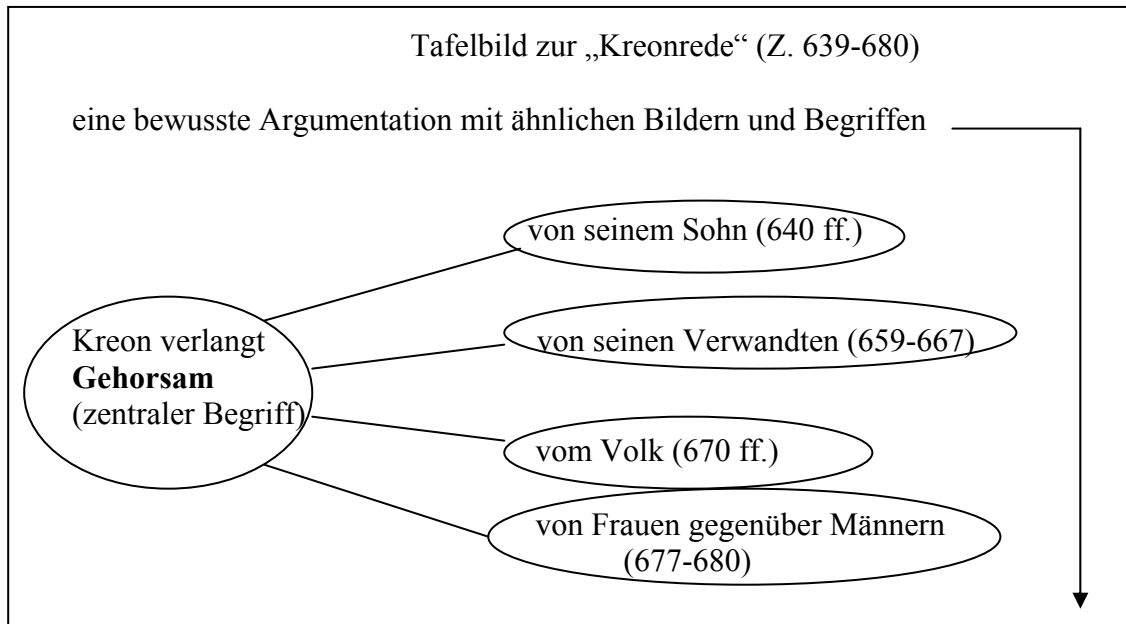 Tafelbild zur „Kreonrede“ (Z. 639-680)
eine bewusste Argumentation mit ähnlichen Bildern und Begriffen
von seinem Sohn (640 ff.)
Kreon verlangt
Gehorsam
(zentraler Begriff)
von seinen Verwandten (659-667)
vom Volk (670 ff.)
von Frauen gegenüber Männern
(677-680)